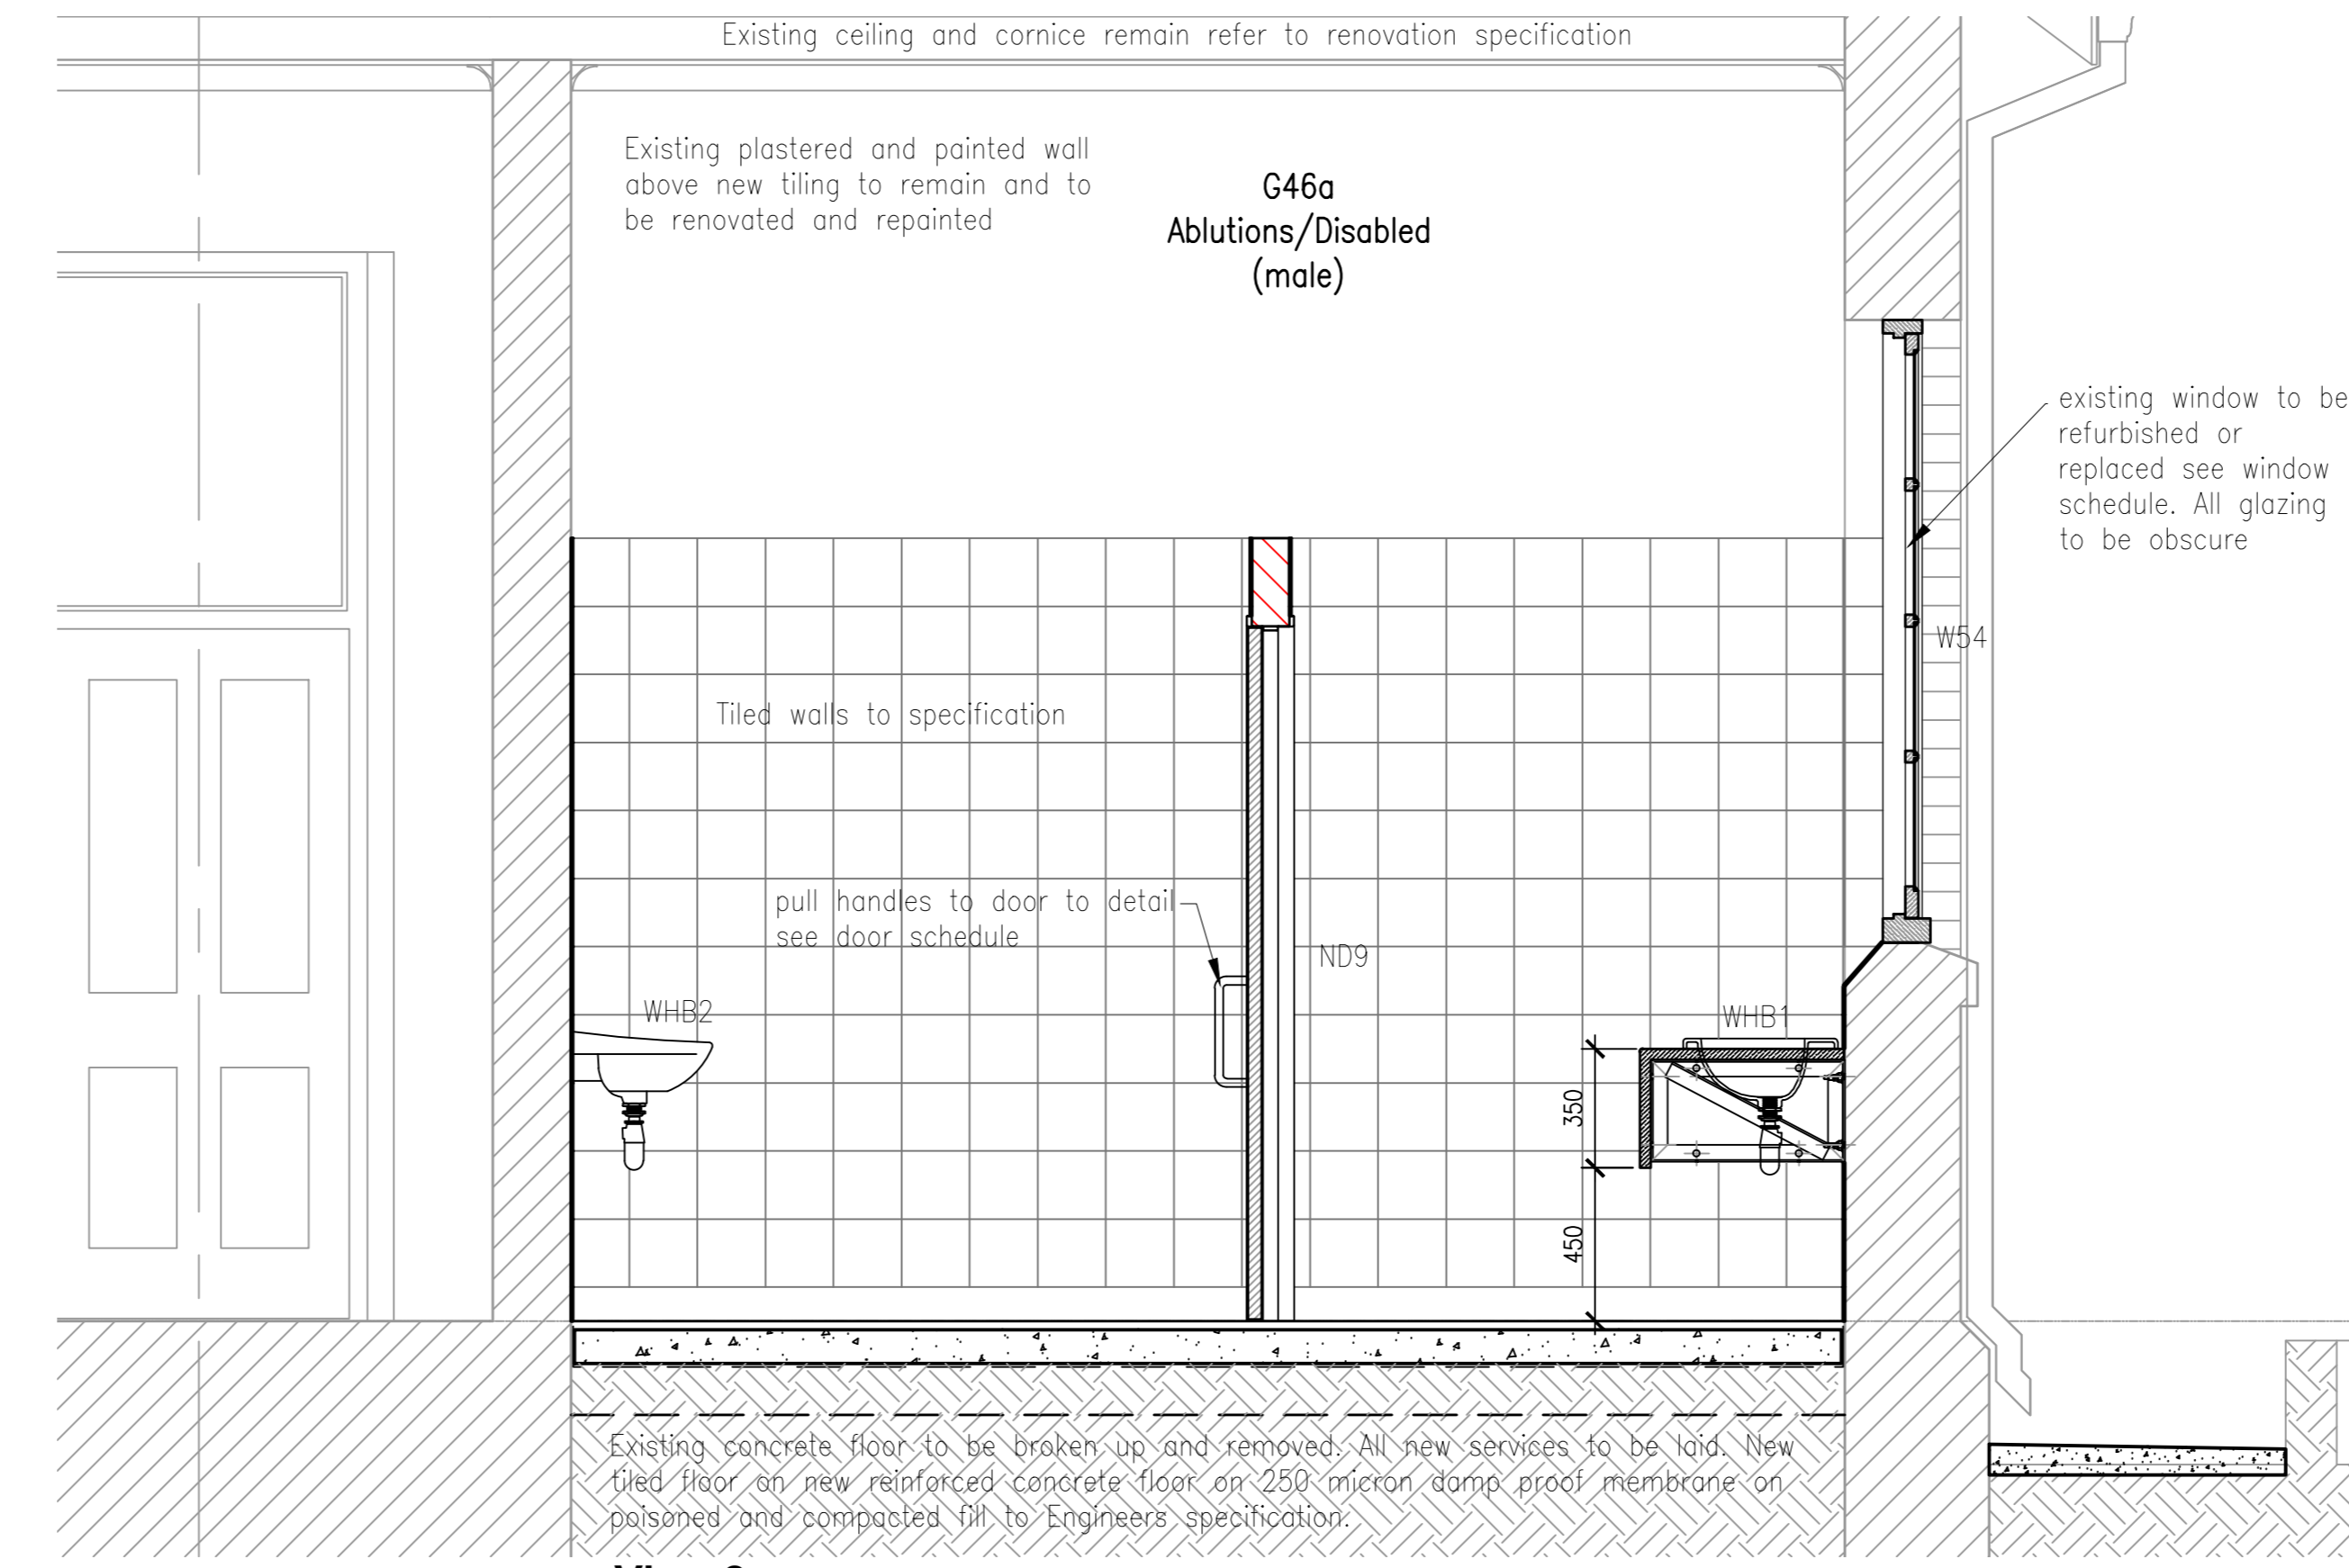 Existing ceiling and cornice remain refer to renovation specification
Existing plastered and painted wall
above new tiling to remain and to
be renovated and repainted
G46a
Ablutions/Disabled
(male)
existing window to be
refurbished or
replaced see window
schedule. All glazing
to be obscure
W54
Tiled walls to specification
pull handles to door to detail
see door schedule
ND9
WHB2
WHB1
350
450
Existing concrete floor to be broken up and removed. All new services to be laid. New
tiled floor on new reinforced concrete floor on 250 micron damp proof membrane on
poisoned and compacted fill to Engineers specification.